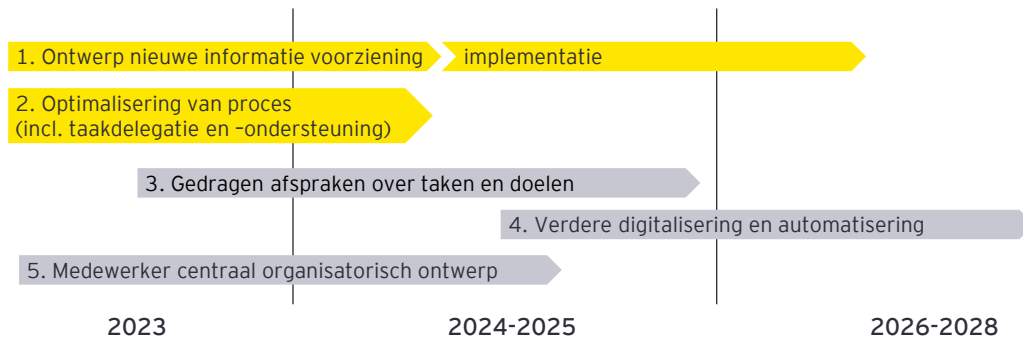 1. Ontwerp nieuwe informatie voorziening
implementatie
2. Optimalisering van proces
(incl. taakdelegatie en –ondersteuning)
3. Gedragen afspraken over taken en doelen
4. Verdere digitalisering en automatisering
5. Medewerker centraal organisatorisch ontwerp
2023
2024-2025
2026-2028